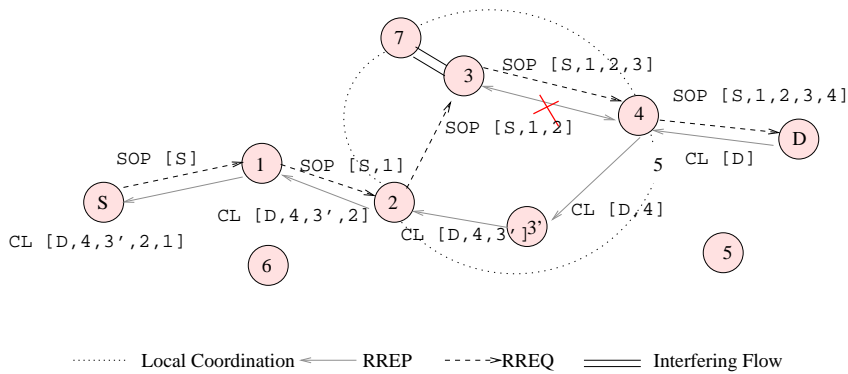 7
3
SOP [S,1,2,3]
4
SOP [S,1,2,3,4]
SOP [S,1,2]
D
CL [D]
SOP [S]
1
SOP [S,1]
5
S
2
CL [D,4]
CL [D,4,3',2]
CL [D,4,3']
3'
CL [D,4,3',2,1]
6
5
Local Coordination
RREP
RREQ
Interfering Flow